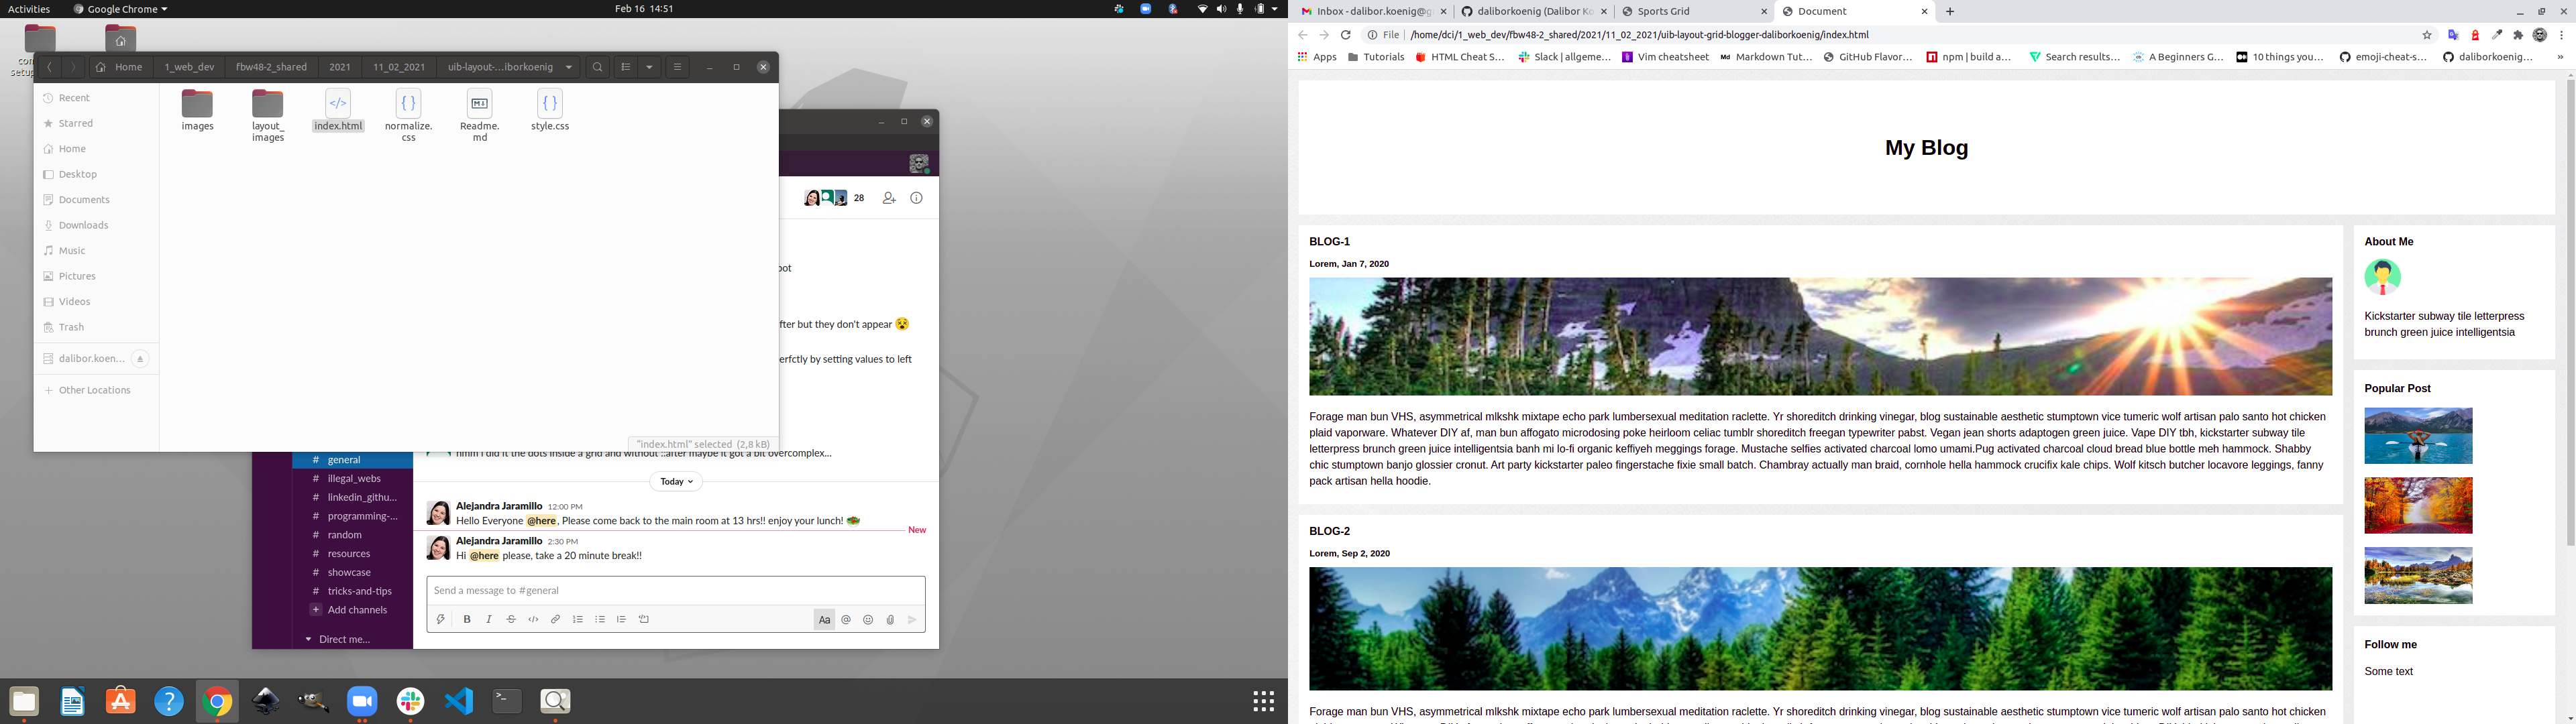 Activities
Google Chrome
Feb 16 14:51
Home
1_web_dev
fbw48-2_shared
2021
11_02_2021
uib-layout-…iborkoenig
Recent
Starred
Home
Desktop
Documents
Downloads
Music
Pictures
Videos
Trash
dalibor.koen…
Other Locations
images
layout_
images
index.html
normalize.
css
Readme.
md
style.css
"index.html" selected (2,8 kB)
28
fter but they don't appear 😵
erfctly by setting values to left
hmm I did it the dots inside a grid and without ::after maybe it got a bit overcomplex...
Today
Alejandra Jaramillo 12:00 PM
Hello Everyone @here, Please come back to the main room at 13 hrs!! enjoy your lunch!
New
Alejandra Jaramillo 2:30 PM
Hi @here please, take a 20 minute break!!
Send a message to #general
# general
# illegal_webs
# linkedin_githu…
# programming-…
# random
# resources
# showcase
# tricks-and-tips
+ Add channels
Direct me…
Inbox - dalibor.koenig@g
daliborkoenig (Dalibor Ko
Sports Grid
Document
File
/home/dci/1_web_dev/fbw48-2_shared/2021/11_02_2021/uib-layout-grid-blogger-daliborkoenig/index.html
Apps
Tutorials
HTML Cheat S…
Slack | allgeme…
Vim cheatsheet
Markdown Tut…
GitHub Flavor…
npm | build a…
Search results…
A Beginners G…
10 things you…
emoji-cheat-s…
daliborkoenig…
My Blog
BLOG-1
Lorem, Jan 7, 2020
Forage man bun VHS, asymmetrical mlkshk mixtape echo park lumbersexual meditation raclette. Yr shoreditch drinking vinegar, blog sustainable aesthetic stumptown vice tumeric wolf artisan palo santo hot chicken
plaid vaporware. Whatever DIY af, man bun affogato microdosing poke heirloom celiac tumblr shoreditch freegan typewriter pabst. Vegan jean shorts adaptogen green juice. Vape DIY tbh, kickstarter subway tile
letterpress brunch green juice intelligentsia banh mi lo-fi organic keffiyeh meggings forage. Mustache selfies activated charcoal lomo umami.Pug activated charcoal cloud bread blue bottle meh hammock. Shabby
chic stumptown banjo glossier cronut. Art party kickstarter paleo fingerstache fixie small batch. Chambray actually man braid, cornhole hella hammock crucifix kale chips. Wolf kitsch butcher locavore leggings, fanny
pack artisan hella hoodie.
BLOG-2
Lorem, Sep 2, 2020
Forage man bun VHS, asymmetrical mlkshk mixtape echo park lumbersexual meditation raclette. Yr shoreditch drinking vinegar, blog sustainable aesthetic stumptown vice tumeric wolf artisan palo santo hot chicken
About Me
Kickstarter subway tile letterpress
brunch green juice intelligentsia
Popular Post
Follow me
Some text